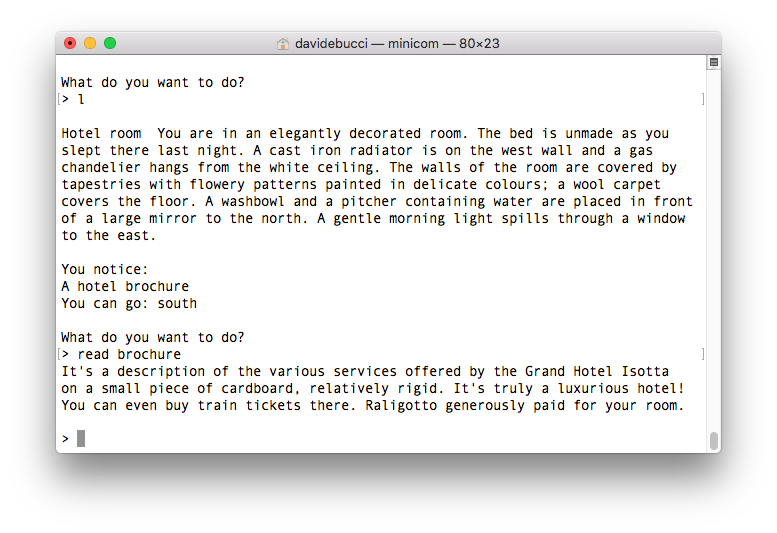 davidebucci — minicom — 80×23
What do you want to do?
[> l ]
Hotel room  You are in an elegantly decorated room. The bed is unmade as you
slept there last night. A cast iron radiator is on the west wall and a gas
chandelier hangs from the white ceiling. The walls of the room are covered by
tapestries with flowery patterns painted in delicate colours; a wool carpet
covers the floor. A washbowl and a pitcher containing water are placed in front
of a large mirror to the north. A gentle morning light spills through a window
to the east.
You notice:
A hotel brochure
You can go: south
What do you want to do?
[> read brochure ]
It's a description of the various services offered by the Grand Hotel Isotta
on a small piece of cardboard, relatively rigid. It's truly a luxurious hotel!
You can even buy train tickets there. Raligotto generously paid for your room.
>